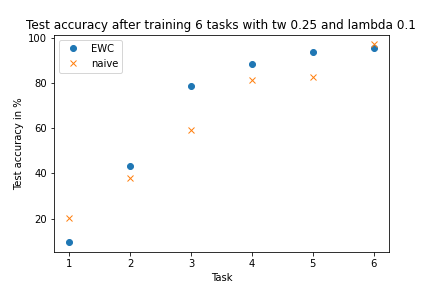 Test accuracy after training 6 tasks with tw 0.25 and lambda 0.1
100
80
60
40
20
Test accuracy in %
EWC
naive
1 2 3 4 5 6
Task